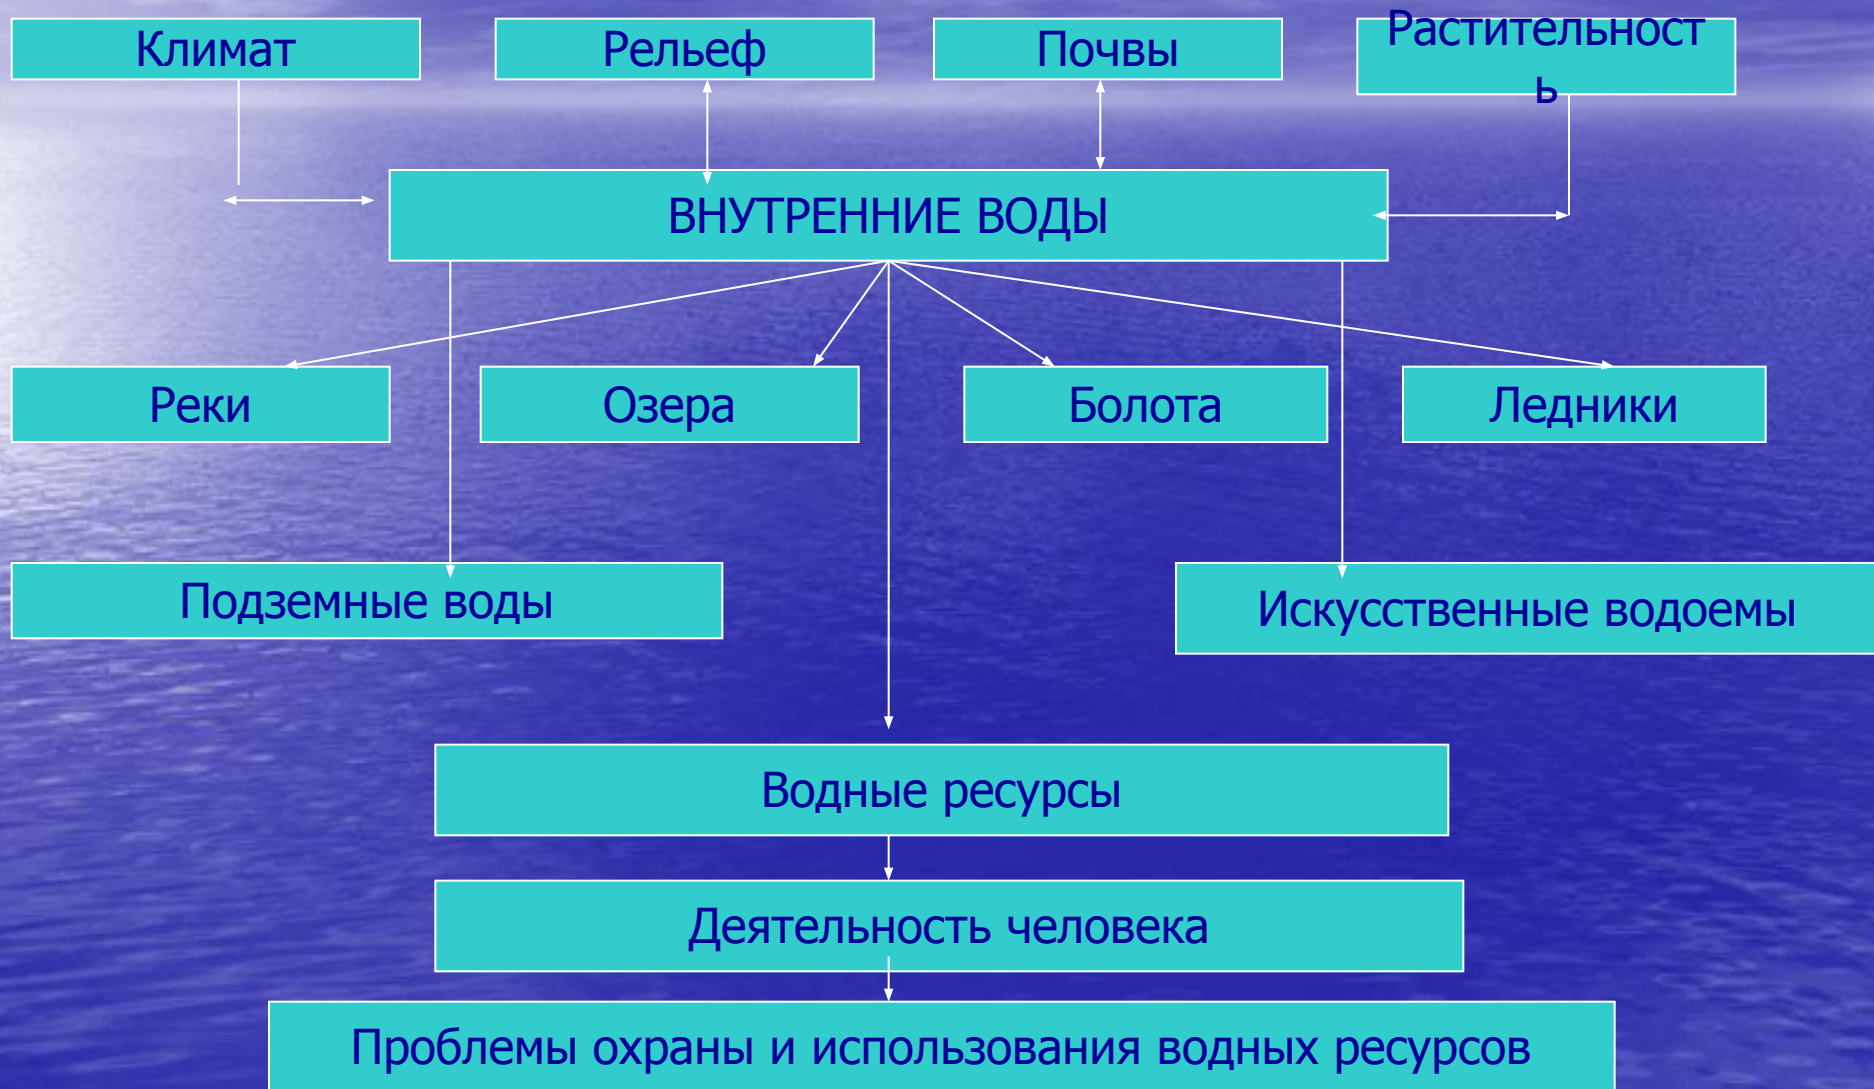 Климат
Рельеф
Почвы
Растительност
ь
ВНУТРЕННИЕ ВОДЫ
Реки
Озера
Болота
Ледники
Подземные воды
Искусственные водоемы
Водные ресурсы
Деятельность человека
Проблемы охраны и использования водных ресурсов